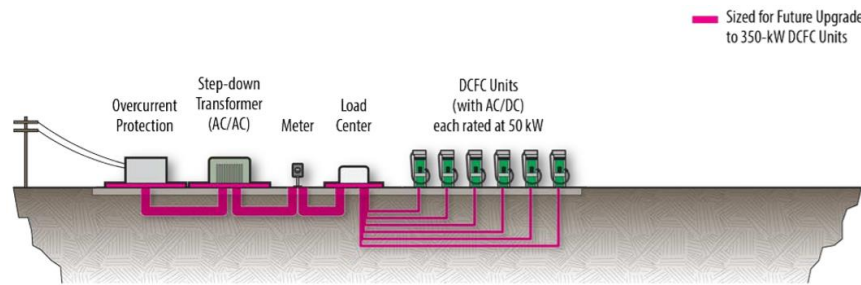 Sized for Future Upgrade
to 350-kW DCFC Units
Overcurrent
Protection
Step-down
Transformer
(AC/AC)
Meter
Load
Center
DCFC Units
(with AC/DC)
each rated at 50 kW